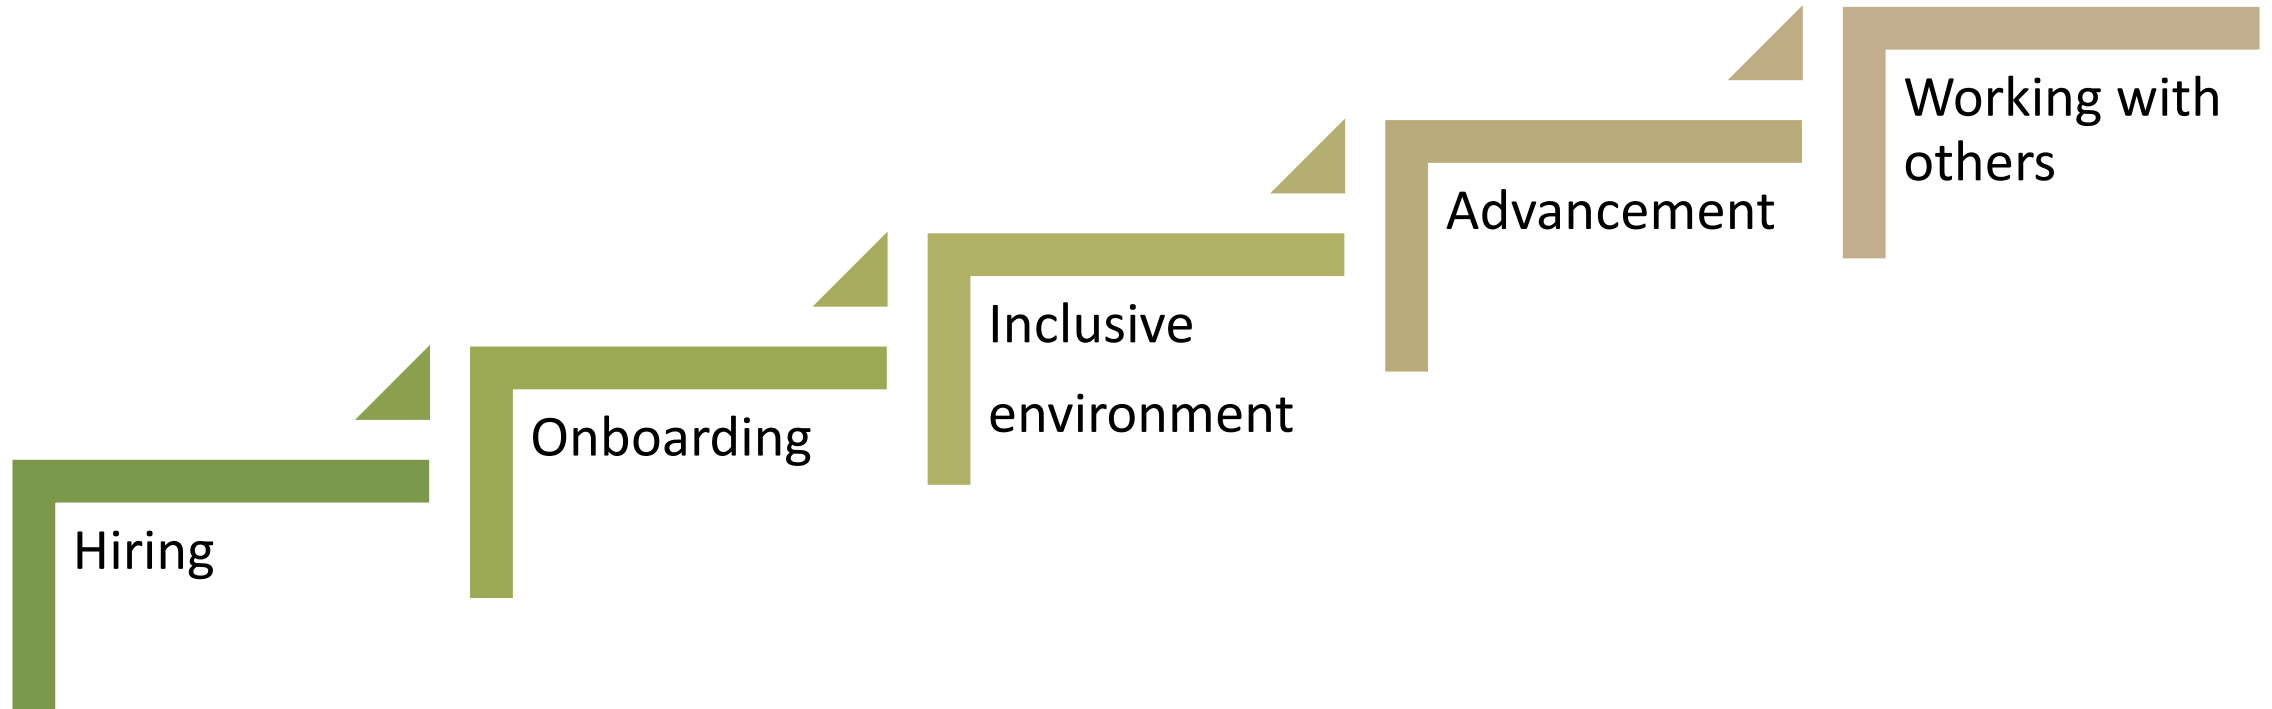 Hiring
Onboarding
Inclusive
environment
Advancement
Working with
others